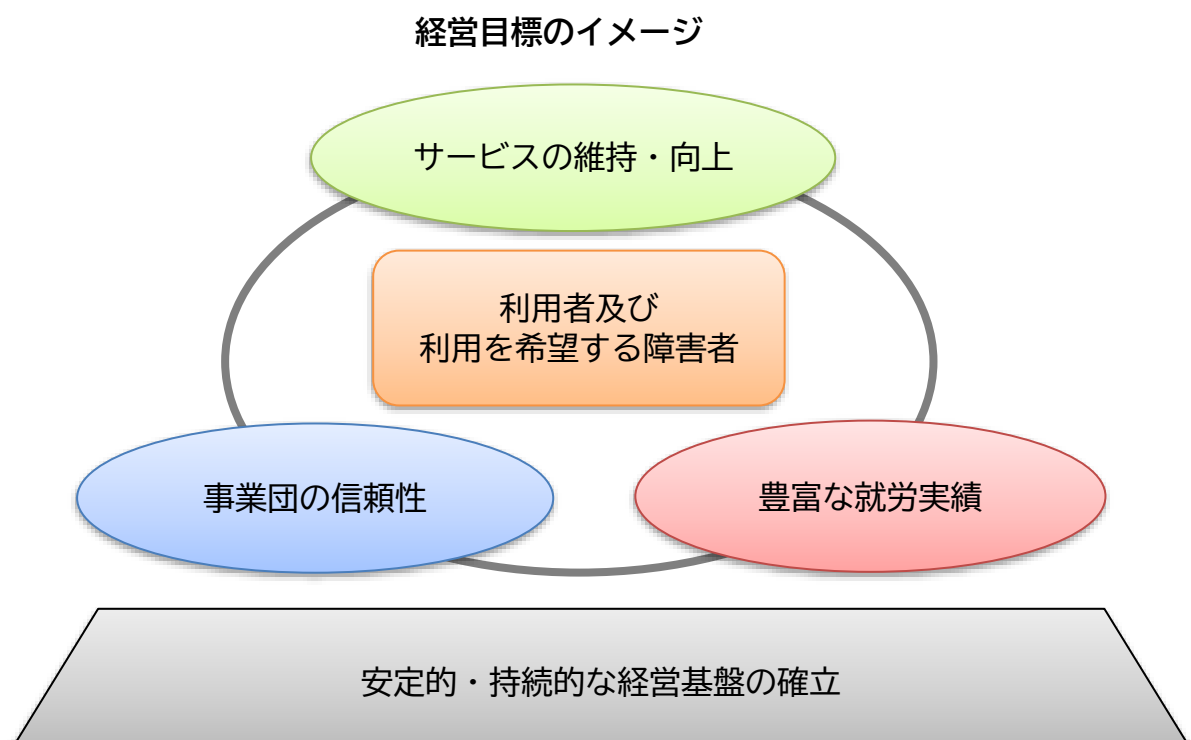 経営目標のイメージ
サービスの維持・向上
利用者及び
利用を希望する障害者
事業団の信頼性
豊富な就労実績
安定的・持続的な経営基盤の確立